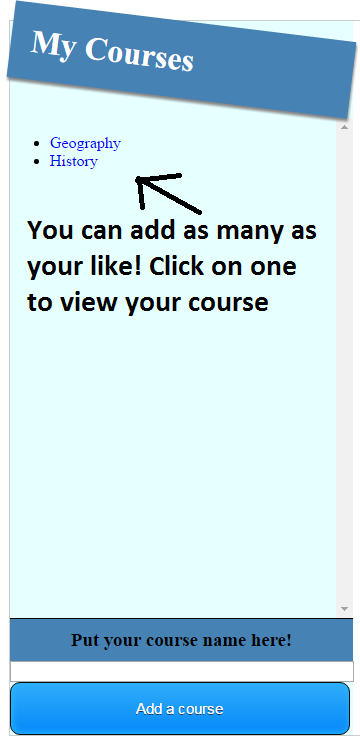 My Courses
Geography
History
You can add as many as
your like! Click on one
to view your course
Put your course name here!
Add a course